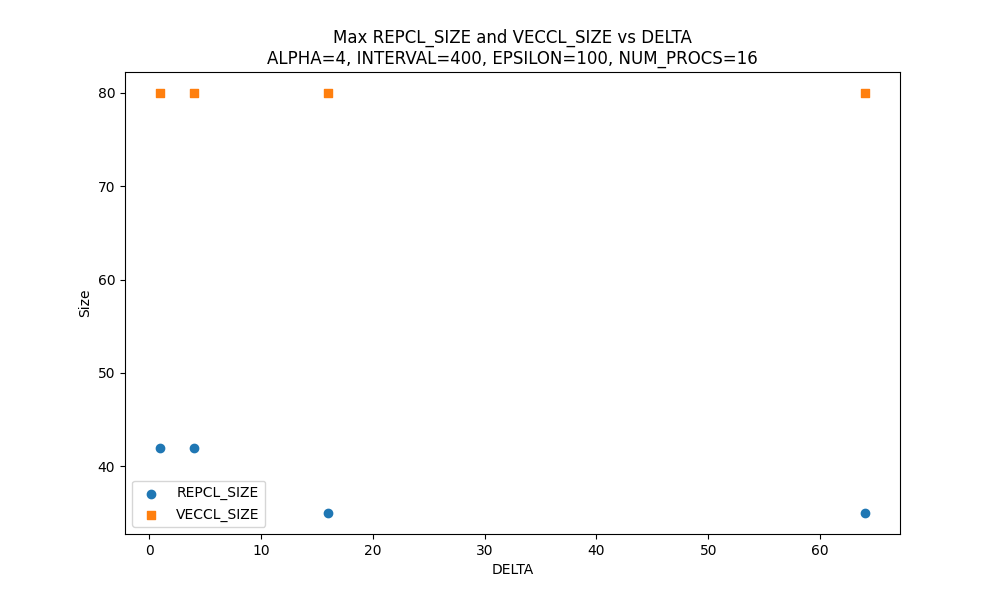 Max REPCL_SIZE and VECCL_SIZE vs DELTA
ALPHA=4, INTERVAL=400, EPSILON=100, NUM_PROCS=16
80
70
60
50
40
Size
REPCL_SIZE
VECCL_SIZE
0 10 20 30 40 50 60
DELTA